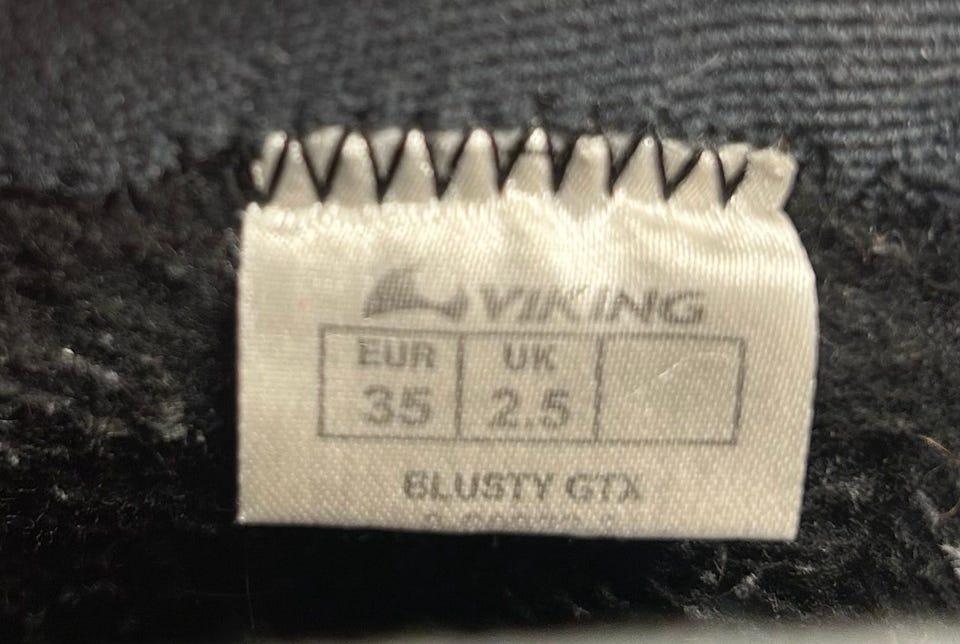 VIKING
EUR UK
35 2.5
BLUSTY GTX